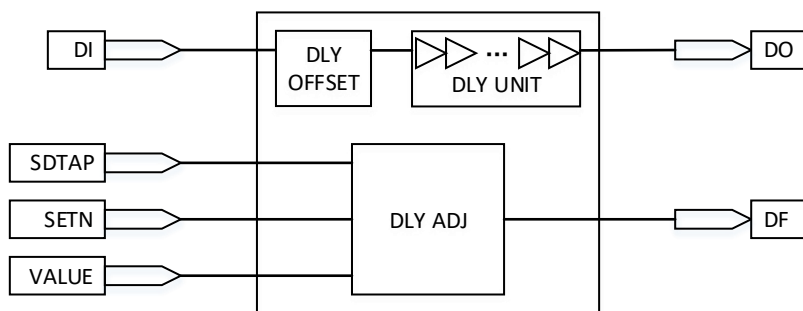 DI
DLY
OFFSET
...
DLY UNIT
DO
SDTAP
SETN
DLY ADJ
DF
VALUE